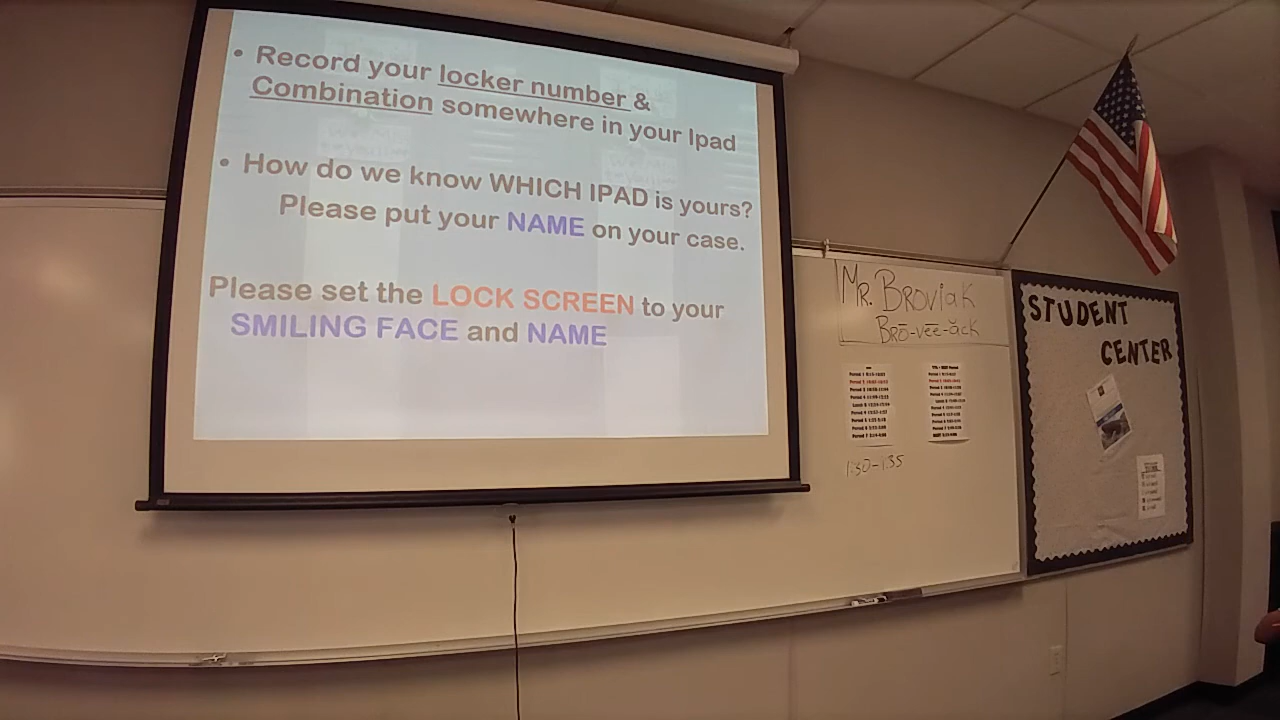 • Record your locker number &
Combination somewhere in your Ipad
• How do we know WHICH IPAD is yours?
Please put your NAME on your case.
Please set the LOCK SCREEN to your
SMILING FACE and NAME
MR. BROVIAK
BRŌ-vēē-ăck
1:30-1:35
STUDENT
CENTER